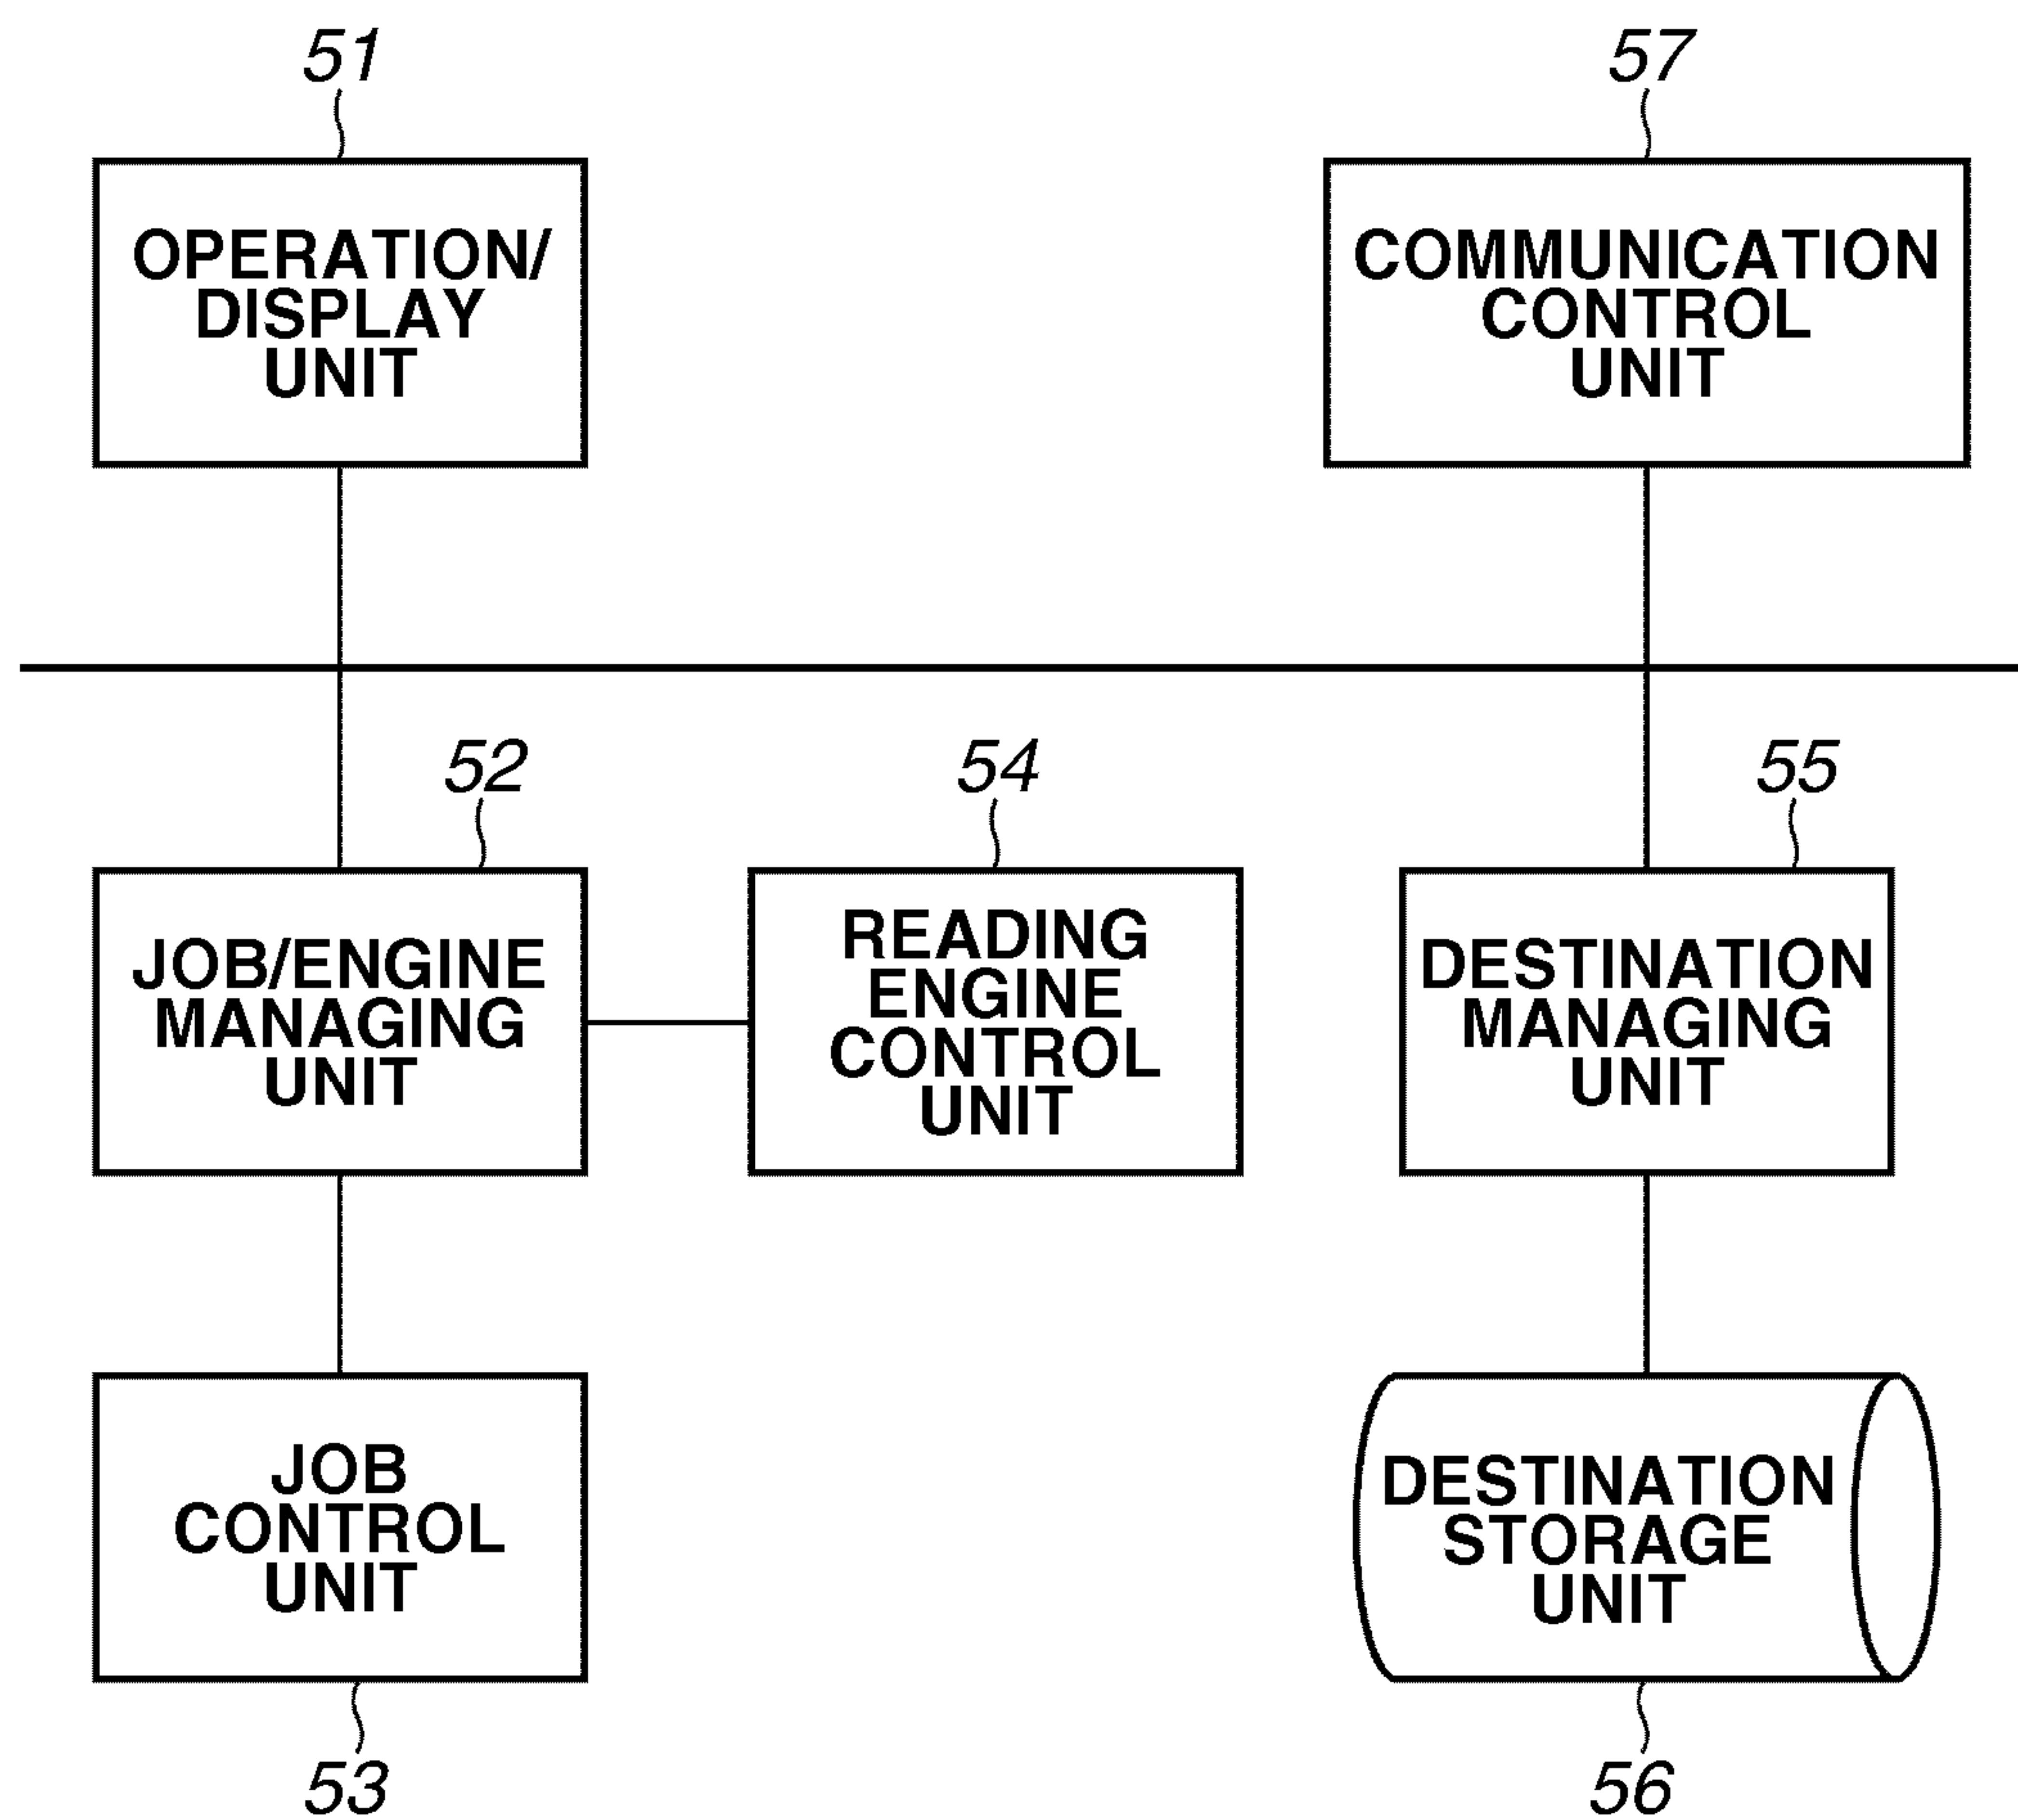 51
57
OPERATION/
DISPLAY
UNIT
COMMUNICATION
CONTROL
UNIT
52
54
55
JOB/ENGINE
MANAGING
UNIT
READING
ENGINE
CONTROL
UNIT
DESTINATION
MANAGING
UNIT
JOB
CONTROL
UNIT
DESTINATION
STORAGE
UNIT
53
56